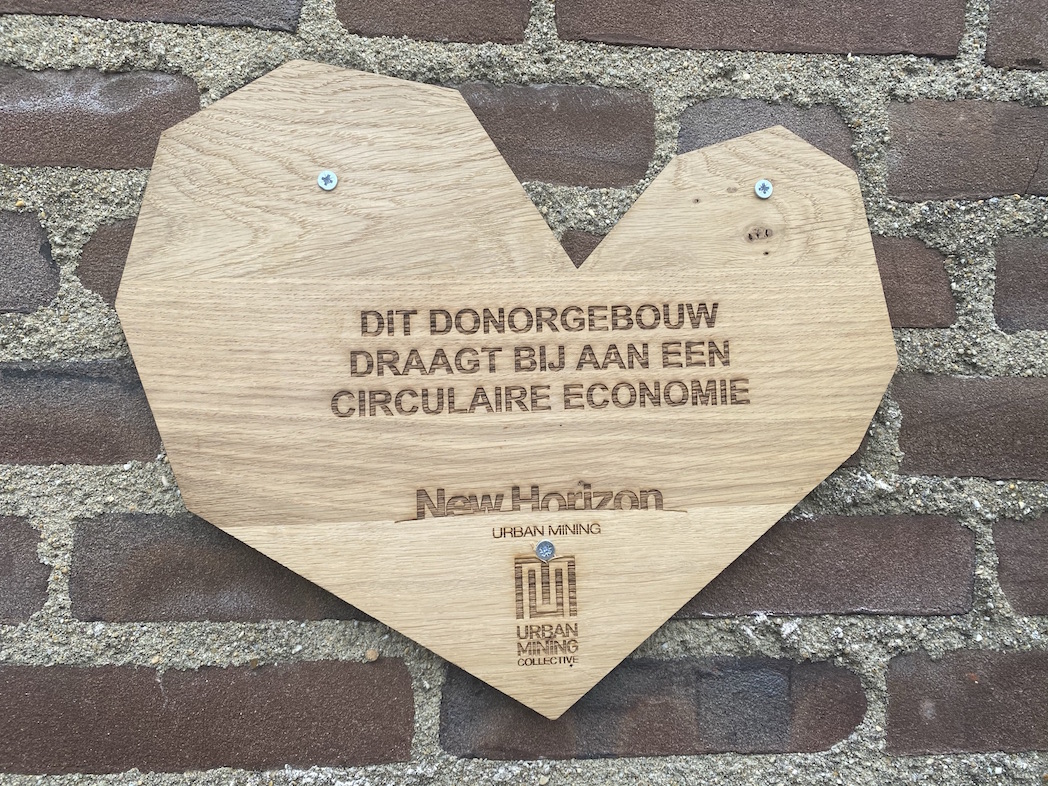 DIT DONORGEBOUW
DRAAGT BIJ AAN EEN
CIRCULAIRE ECONOMIE
New Horizon
URBAN MINING
URBAN
MINING
COLLECTIVE